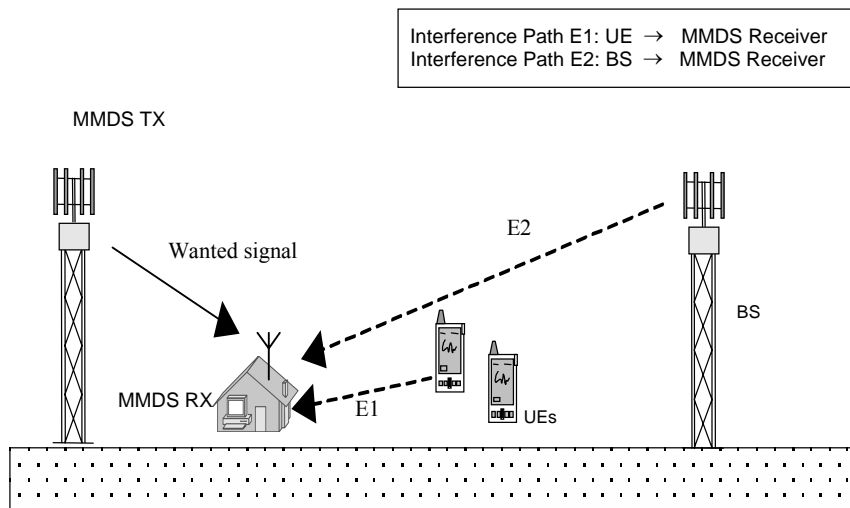 Interference Path E1: UE → MMDS Receiver
Interference Path E2: BS → MMDS Receiver
MMDS TX
E2
Wanted signal
BS
MMDS RX
E1
UEs